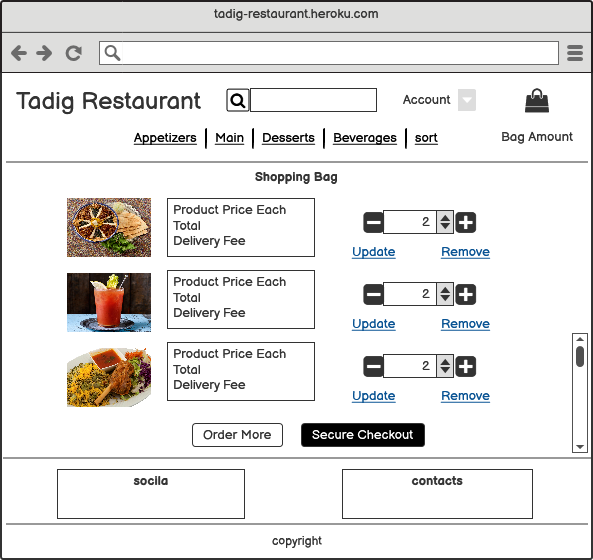 tadig-restaurant.heroku.com
Tadig Restaurant
Account
Appetizers Main Desserts Beverages sort
Bag Amount
Shopping Bag
Product Price Each
Total
Delivery Fee
2
Update Remove
Product Price Each
Total
Delivery Fee
2
Update Remove
Product Price Each
Total
Delivery Fee
2
Update Remove
Order More Secure Checkout
socila contacts
copyright